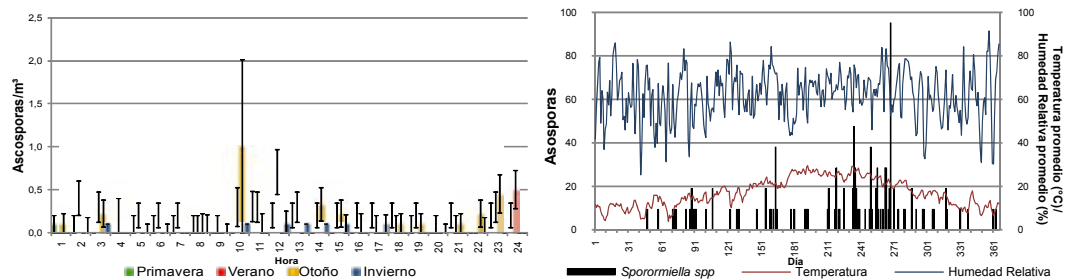 2,5
2,0
1,5
1,0
0,5
0,0
Ascosporas/m³
1 2 3 4 5 6 7 8 9 10 11 12 13 14 15 16 17 18 19 20 21 22 23 24
Hora
Primavera Verano Otoño Invierno
100
80
60
40
20
0
Asosporas
100
80
60
40
20
0
Temperatura promedio (°C)/
Humedad Relativa promedio (%)
1 31 61 91 121 151 181 211 241 271 301 331 361
Día
Sporormiella spp Temperatura Humedad Relativa